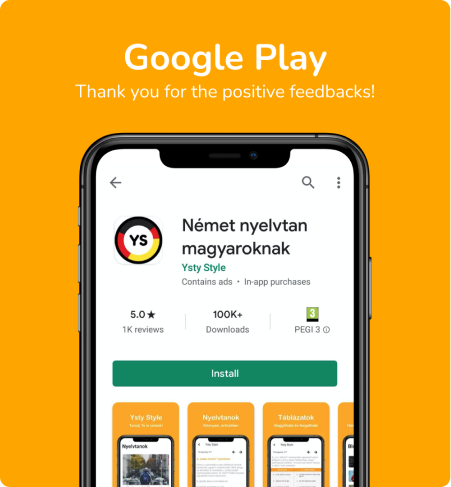 Google Play
Thank you for the positive feedbacks!
YS
Német nyelvtan
magyaroknak
Ysty Style
Contains ads • In-app purchases
5.0★
100K+
3
1K reviews
Downloads
PEGI 3
Install
Ysty Style
Nyelvtanok
Táblázatok
Nyelvtanok